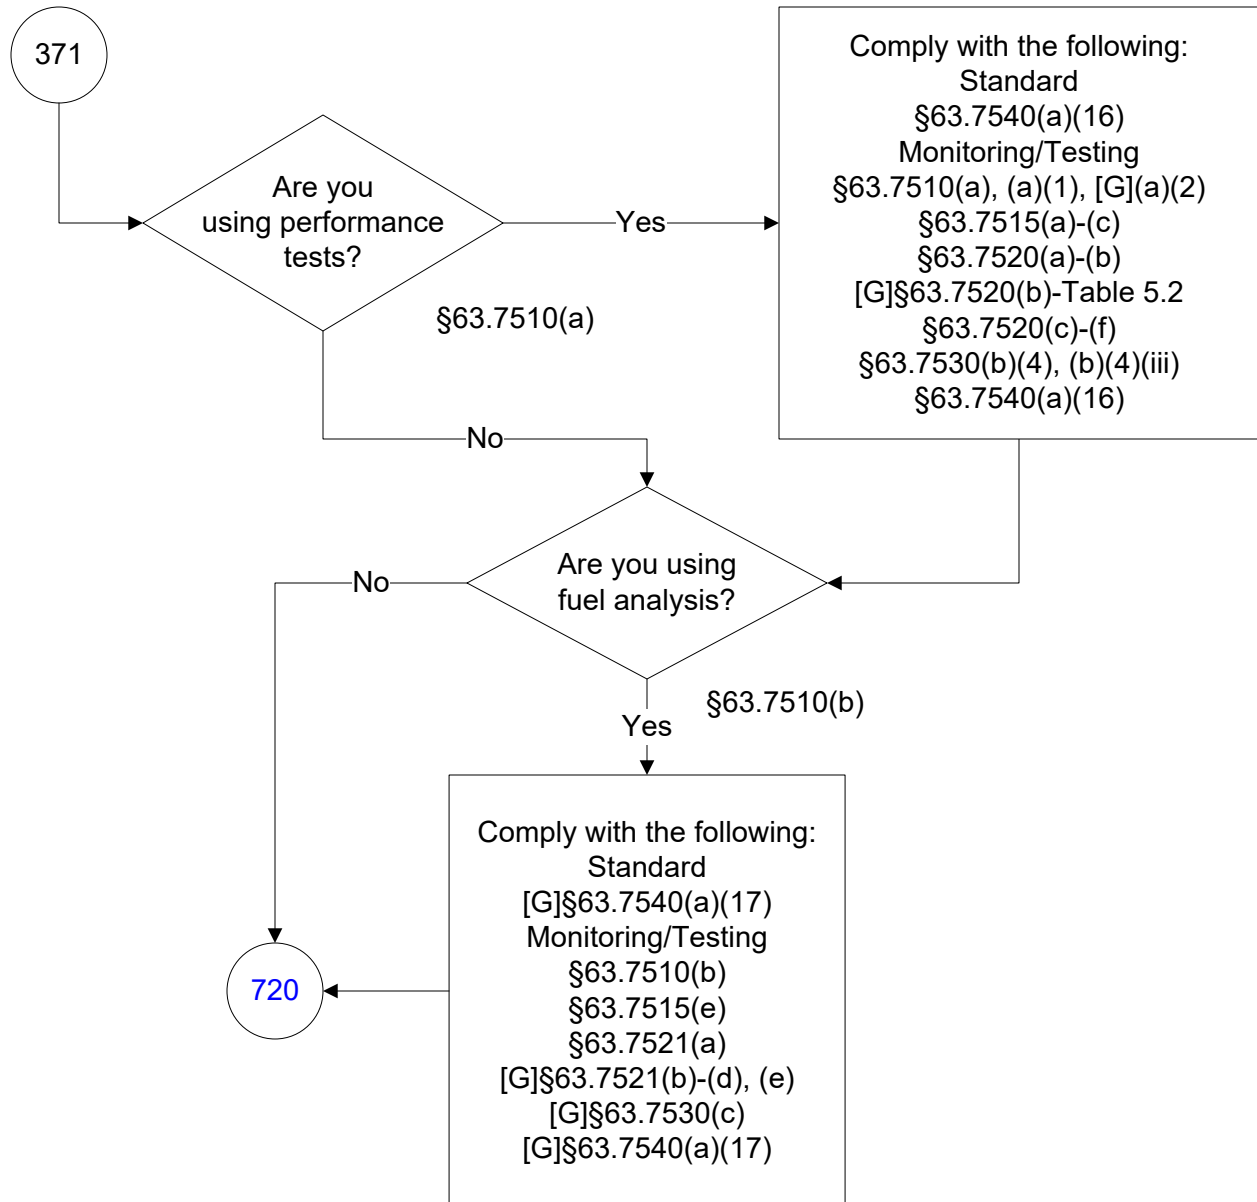 371
Comply with the following:
Standard
§63.7540(a)(16)
Monitoring/Testing
§63.7510(a), (a)(1), [G](a)(2)
§63.7515(a)-(c)
§63.7520(a)-(b)
[G]§63.7520(b)-Table 5.2
§63.7520(c)-(f)
§63.7530(b)(4), (b)(4)(iii)
§63.7540(a)(16)
Are you
using performance
tests?
Yes
§63.7510(a)
No
Are you using
fuel analysis?
No
§63.7510(b)
Yes
Comply with the following:
Standard
[G]§63.7540(a)(17)
Monitoring/Testing
§63.7510(b)
§63.7515(e)
§63.7521(a)
[G]§63.7521(b)-(d), (e)
[G]§63.7530(c)
[G]§63.7540(a)(17)
720